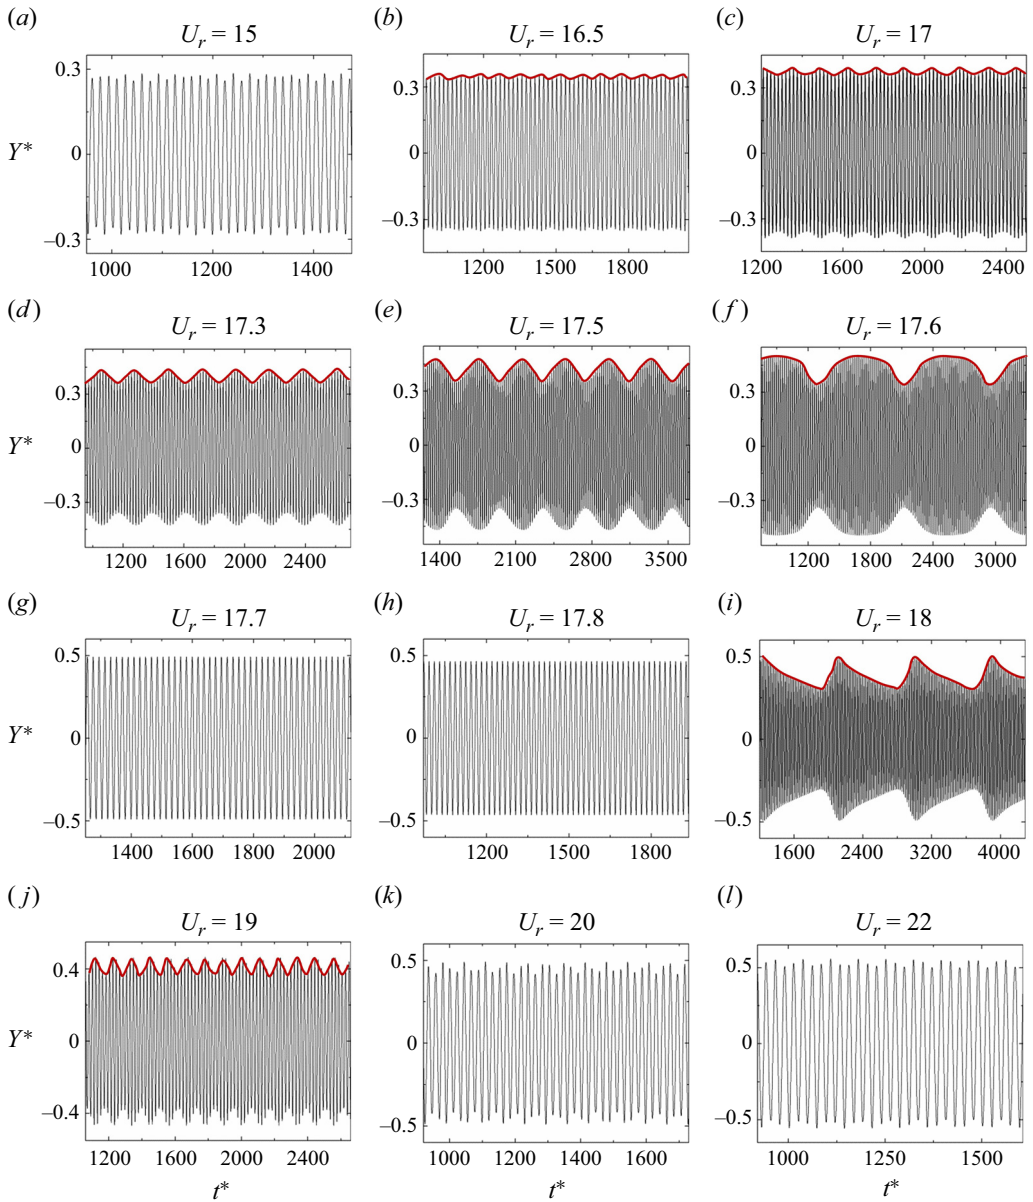 (a) (b) (c)
U_r = 15 U_r = 16.5 U_r = 17
0.3 0.3 0.3
Y* 0 0 0
–0.3 –0.3 –0.3
1000 1200 1400 1200 1500 1800 1200 1600 2000 2400
(d) (e) (f)
U_r = 17.3 U_r = 17.5 U_r = 17.6
0.3 0.3 0.3
Y* 0 0 0
–0.3 –0.3 –0.3
1200 1600 2000 2400 1400 2100 2800 3500 1200 1800 2400 3000
(g) (h) (i)
U_r = 17.7 U_r = 17.8 U_r = 18
0.5 0.5 0.5
Y* 0 0 0
–0.5 –0.5 –0.5
1400 1600 1800 2000 1200 1500 1800 1600 2400 3200 4000
(j) (k) (l)
U_r = 19 U_r = 20 U_r = 22
0.4 0.5 0.5
Y* 0 0 0
–0.4 –0.5 –0.5
1200 1600 2000 2400 1000 1200 1400 1600 1000 1250 1500
t* t* t*